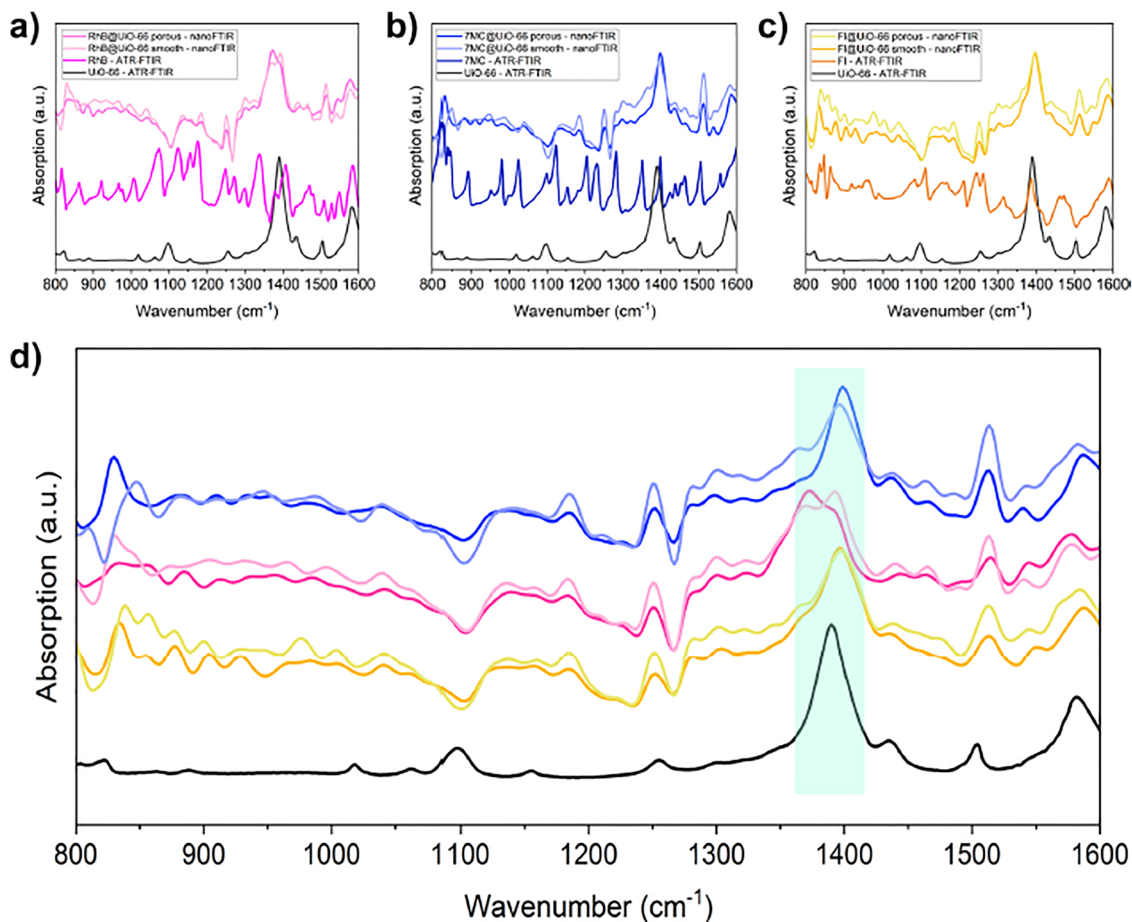 a)
RhB@UiO-66 porous - nanoFTIR
RhB@UiO-66 smooth - nanoFTIR
RhB - ATR-FTIR
UiO-66 - ATR-FTIR
Absorption (a.u.)
800 900 1000 1100 1200 1300 1400 1500 1600
Wavenumber (cm⁻¹)
b)
7MC@UiO-66 porous - nanoFTIR
7MC@UiO-66 smooth - nanoFTIR
7MC - ATR-FTIR
UiO-66 - ATR-FTIR
Absorption (a.u.)
800 900 1000 1100 1200 1300 1400 1500 1600
Wavenumber (cm⁻¹)
c)
Fl@UiO-66 porous - nanoFTIR
Fl@UiO-66 smooth - nanoFTIR
Fl - ATR-FTIR
UiO-66 - ATR-FTIR
Absorption (a.u.)
800 900 1000 1100 1200 1300 1400 1500 1600
Wavenumber (cm⁻¹)
d)
Absorption (a.u.)
800 900 1000 1100 1200 1300 1400 1500 1600
Wavenumber (cm⁻¹)